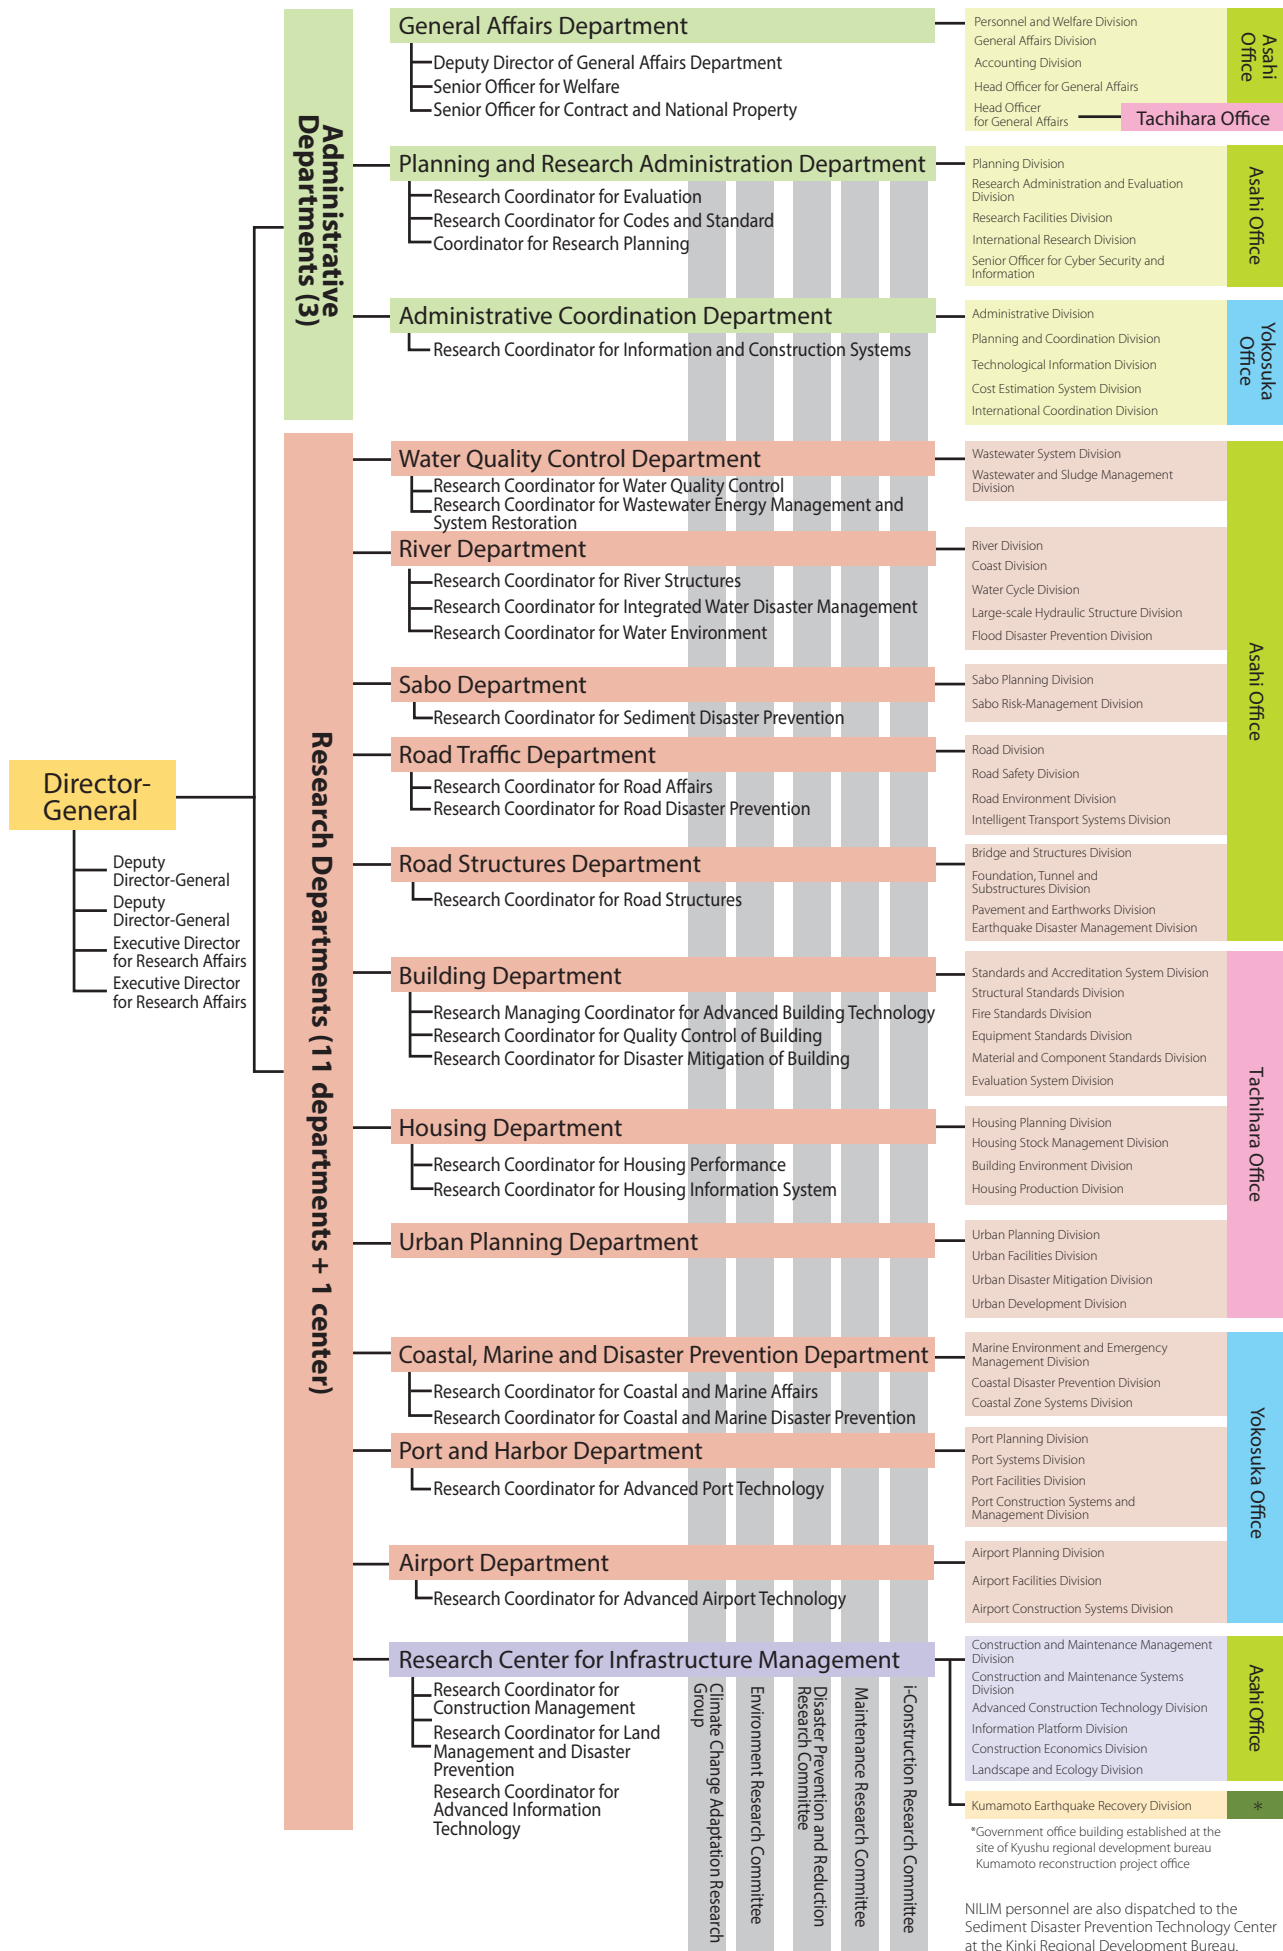 Director-
General
Deputy
Director-General
Deputy
Director-General
Executive Director
for Research Affairs
Executive Director
for Research Affairs
Administrative
Departments (3)
General Affairs Department
Deputy Director of General Affairs Department
Senior Officer for Welfare
Senior Officer for Contract and National Property
Personnel and Welfare Division
General Affairs Division
Accounting Division
Head Officer for General Affairs
Head Officer
for General Affairs
Asahi
Office
Tachihara Office
Planning and Research Administration Department
Research Coordinator for Evaluation
Research Coordinator for Codes and Standard
Coordinator for Research Planning
Planning Division
Research Administration and Evaluation
Division
Research Facilities Division
International Research Division
Senior Officer for Cyber Security and
Information
Asahi Office
Administrative Coordination Department
Research Coordinator for Information and Construction Systems
Administrative Division
Planning and Coordination Division
Technological Information Division
Cost Estimation System Division
International Coordination Division
Yokosuka
Office
Research Departments (11 departments + 1 center)
Water Quality Control Department
Research Coordinator for Water Quality Control
Research Coordinator for Wastewater Energy Management and
System Restoration
Wastewater System Division
Wastewater and Sludge Management
Division
River Department
Research Coordinator for River Structures
Research Coordinator for Integrated Water Disaster Management
Research Coordinator for Water Environment
River Division
Coast Division
Water Cycle Division
Large-scale Hydraulic Structure Division
Flood Disaster Prevention Division
Sabo Department
Research Coordinator for Sediment Disaster Prevention
Sabo Planning Division
Sabo Risk-Management Division
Road Traffic Department
Research Coordinator for Road Affairs
Research Coordinator for Road Disaster Prevention
Road Division
Road Safety Division
Road Environment Division
Intelligent Transport Systems Division
Road Structures Department
Research Coordinator for Road Structures
Bridge and Structures Division
Foundation, Tunnel and
Substructures Division
Pavement and Earthworks Division
Earthquake Disaster Management Division
Asahi Office
Building Department
Research Managing Coordinator for Advanced Building Technology
Research Coordinator for Quality Control of Building
Research Coordinator for Disaster Mitigation of Building
Standards and Accreditation System Division
Structural Standards Division
Fire Standards Division
Equipment Standards Division
Material and Component Standards Division
Evaluation System Division
Housing Department
Research Coordinator for Housing Performance
Research Coordinator for Housing Information System
Housing Planning Division
Housing Stock Management Division
Building Environment Division
Housing Production Division
Urban Planning Department
Urban Planning Division
Urban Facilities Division
Urban Disaster Mitigation Division
Urban Development Division
Tachihara Office
Coastal, Marine and Disaster Prevention Department
Research Coordinator for Coastal and Marine Affairs
Research Coordinator for Coastal and Marine Disaster Prevention
Marine Environment and Emergency
Management Division
Coastal Disaster Prevention Division
Coastal Zone Systems Division
Port and Harbor Department
Research Coordinator for Advanced Port Technology
Port Planning Division
Port Systems Division
Port Facilities Division
Port Construction Systems and
Management Division
Airport Department
Research Coordinator for Advanced Airport Technology
Airport Planning Division
Airport Facilities Division
Airport Construction Systems Division
Yokosuka Office
Research Center for Infrastructure Management
Research Coordinator for
Construction Management
Research Coordinator for Land
Management and Disaster
Prevention
Research Coordinator for
Advanced Information
Technology
Climate Change Adaptation Research
Group
Environment Research Committee
Disaster Prevention and Reduction
Research Committee
Maintenance Research Committee
i-Construction Research Committee
Construction and Maintenance Management
Division
Construction and Maintenance Systems
Division
Advanced Construction Technology Division
Information Platform Division
Construction Economics Division
Landscape and Ecology Division
Asahi Office
Kumamoto Earthquake Recovery Division
*
*Government office building established at the
site of Kyushu regional development bureau
Kumamoto reconstruction project office
NILIM personnel are also dispatched to the
Sediment Disaster Prevention Technology Center
at the Kinki Regional Development Bureau.